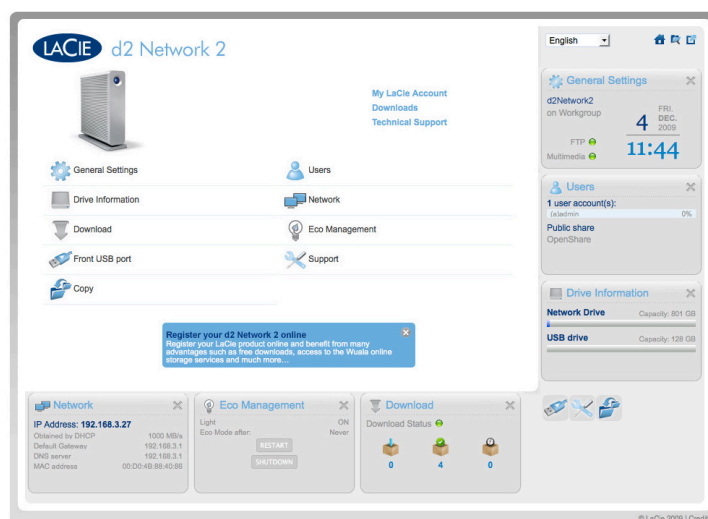 LACIE d2 Network 2
My LaCie Account
Downloads
Technical Support
General Settings
Users
Drive Information
Network
Download
Eco Management
Front USB port
Support
Copy
Register your d2 Network 2 online
Register your LaCie product online and benefit from many
advantages such as free downloads, access to the Wuala online
storage services and much more...
English
General Settings
d2Network2
on Workgroup
FTP
Multimedia
FRI.
4 DEC.
2009
11:44
Users
1 user account(s):
(a)admin 0%
Public share
OpenShare
Drive Information
Network Drive Capacity: 801 GB
USB drive Capacity: 128 GB
Network
IP Address: 192.168.3.27
Obtained by DHCP 1000 MB/s
Default Gateway 192.168.3.1
DNS server 192.168.3.1
MAC address 00:D0:4B:88:40:86
Eco Management
Light ON
Eco Mode after: Never
RESTART
SHUTDOWN
Download
Download Status
0 4 0
© LaCie 2009 | Credi